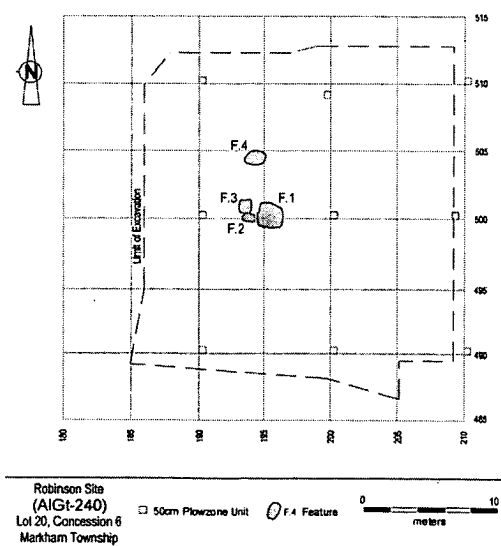 N
515
510
505
500
495
490
485
F.4
F.3
F.1
F.2
Limit of Excavation
180
185
190
195
200
205
210
Robinson Site
(AlGt-240)
Lot 20, Concession 6
Markham Township
50cm Plowzone Unit
F.4 Feature
0 10
meters